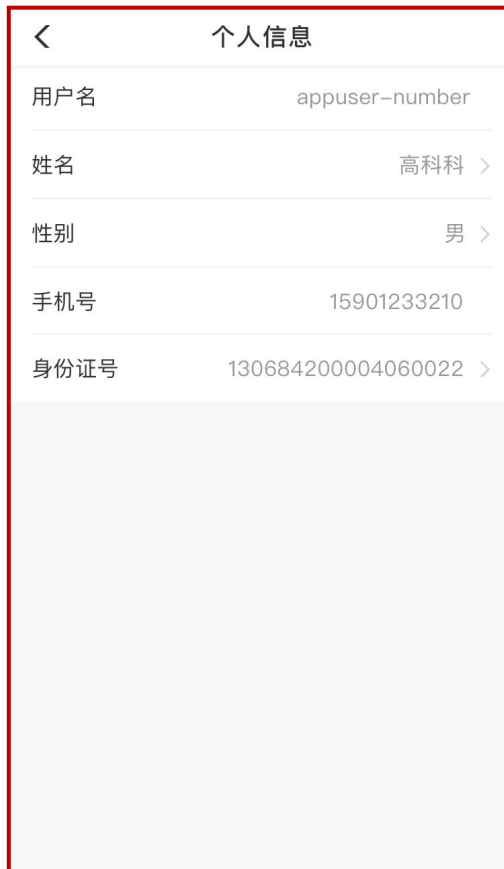 个人信息
用户名 appuser-number
姓名 高科科
性别 男
手机号 15901233210
身份证号 130684200004060022